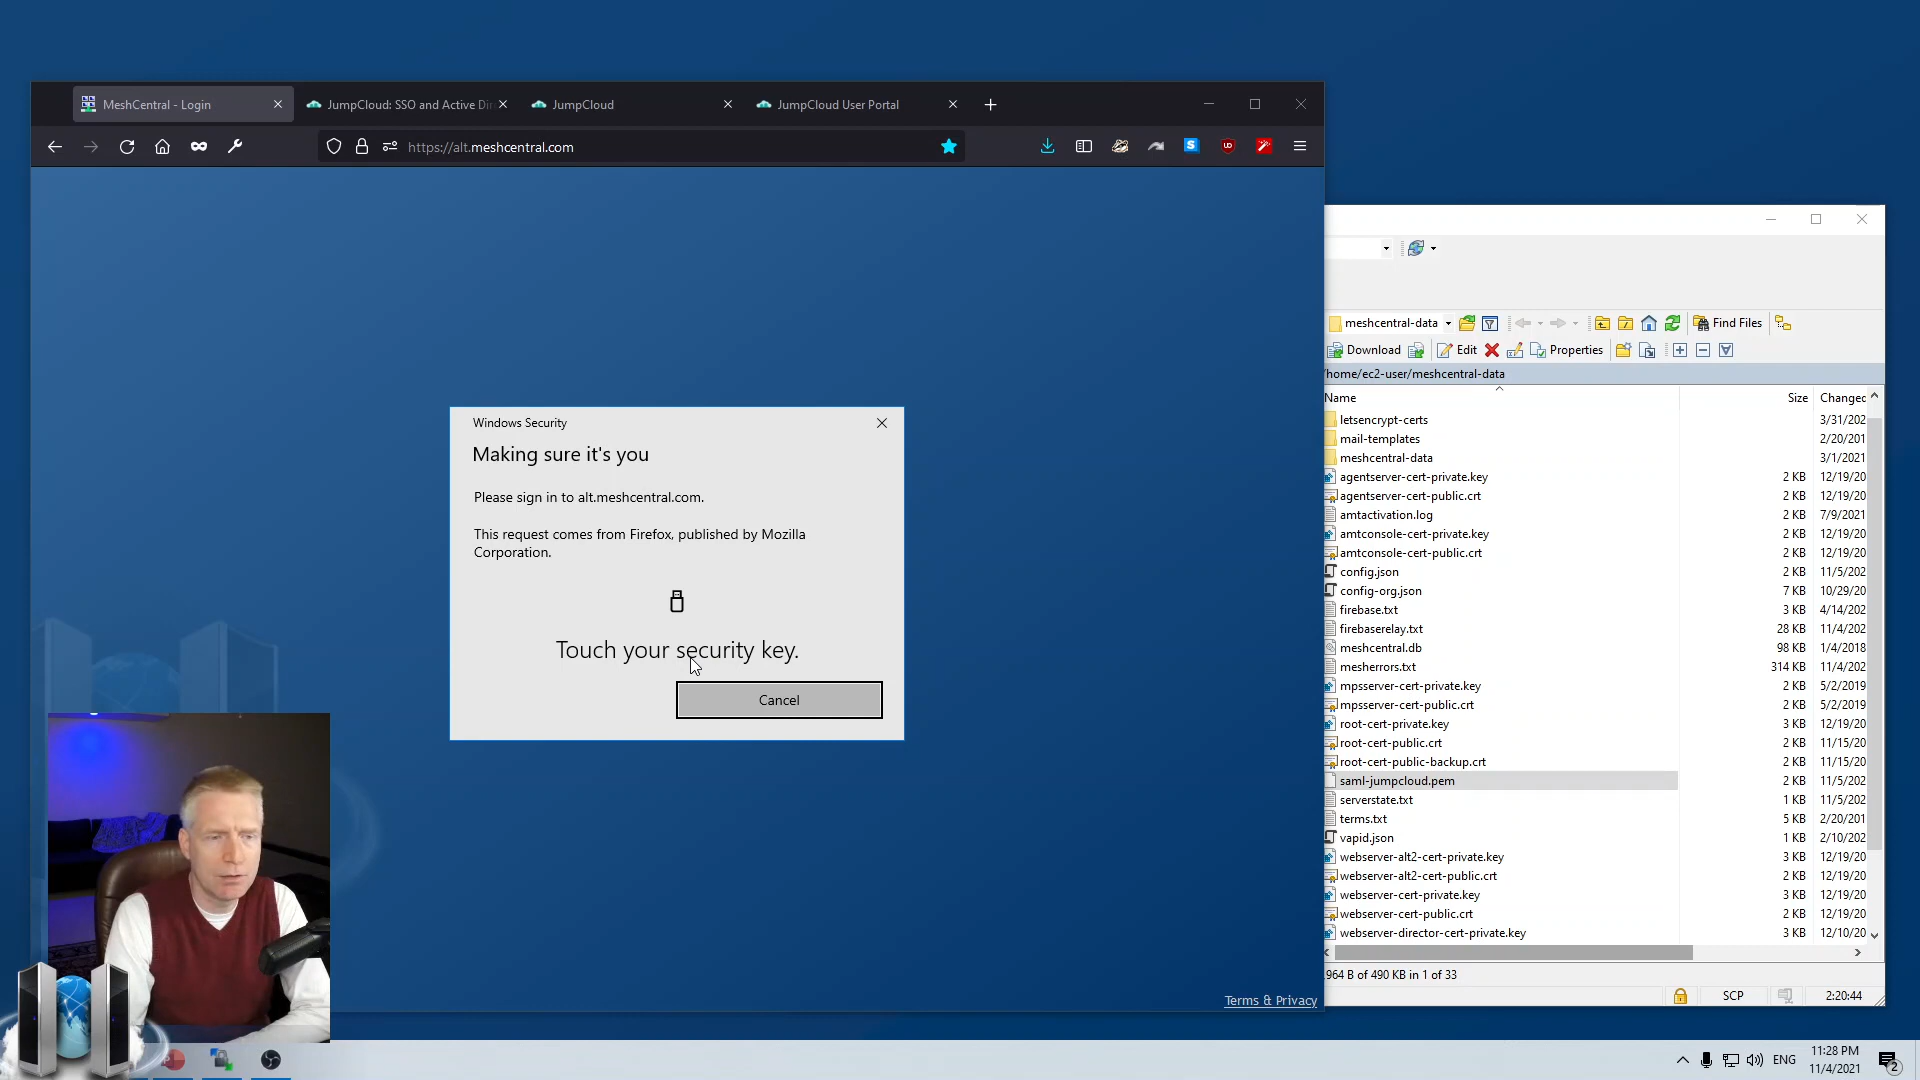 MeshCentral - Login
JumpCloud: SSO and Active Dir
JumpCloud
JumpCloud User Portal
https://alt.meshcentral.com
S
UD
Windows Security
Making sure it's you
Please sign in to alt.meshcentral.com.
This request comes from Firefox, published by Mozilla
Corporation.
Touch your security key.
Cancel
Terms & Privacy
meshcentral-data
Find Files
Download
Edit
Properties
/home/ec2-user/meshcentral-data
Name Size Changed
letsencrypt-certs 3/31/202
mail-templates 2/20/201
meshcentral-data 3/1/2021
agentserver-cert-private.key 2 KB 12/19/20
agentserver-cert-public.crt 2 KB 12/19/20
amtactivation.log 2 KB 7/9/2021
amtconsole-cert-private.key 2 KB 12/19/20
amtconsole-cert-public.crt 2 KB 12/19/20
config.json 2 KB 11/5/202
config-org.json 7 KB 10/29/20
firebase.txt 3 KB 4/14/202
firebaserelay.txt 28 KB 11/4/202
meshcentral.db 98 KB 1/4/2018
mesherrors.txt 314 KB 11/4/202
mpsserver-cert-private.key 2 KB 5/2/2019
mpsserver-cert-public.crt 2 KB 5/2/2019
root-cert-private.key 3 KB 12/19/20
root-cert-public.crt 2 KB 11/15/20
root-cert-public-backup.crt 2 KB 11/15/20
saml-jumpcloud.pem 2 KB 11/5/202
serverstate.txt 1 KB 11/5/202
terms.txt 5 KB 2/20/201
vapid.json 1 KB 2/10/202
webserver-alt2-cert-private.key 3 KB 12/19/20
webserver-alt2-cert-public.crt 2 KB 12/19/20
webserver-cert-private.key 3 KB 12/19/20
webserver-cert-public.crt 2 KB 12/19/20
webserver-director-cert-private.key 3 KB 12/10/20
964 B of 490 KB in 1 of 33
SCP
2:20:44
ENG
11:28 PM
11/4/2021
2